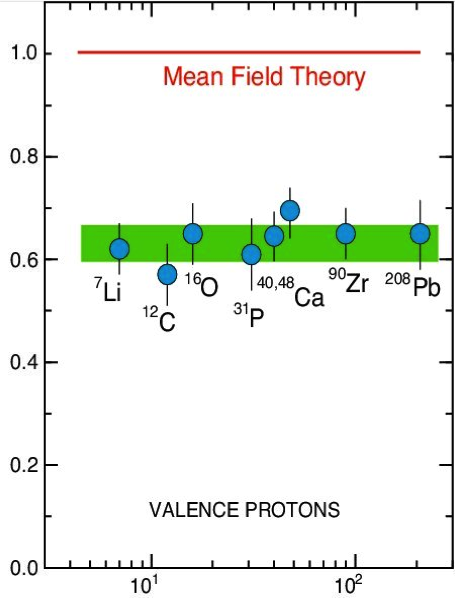 1.0
Mean Field Theory
0.8
0.6
⁷Li
¹²C
¹⁶O
³¹P
⁴⁰,⁴⁸Ca
⁹⁰Zr
²⁰⁸Pb
0.4
0.2
VALENCE PROTONS
0.0
10¹
10²